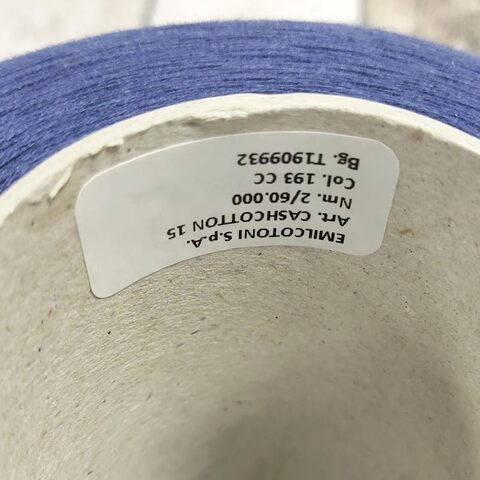 EMILCOTONI S.p.A.
Art. CASHCOTTON 15
Nm. 2/60.000
Col. 193 CC
Bg. T1909932